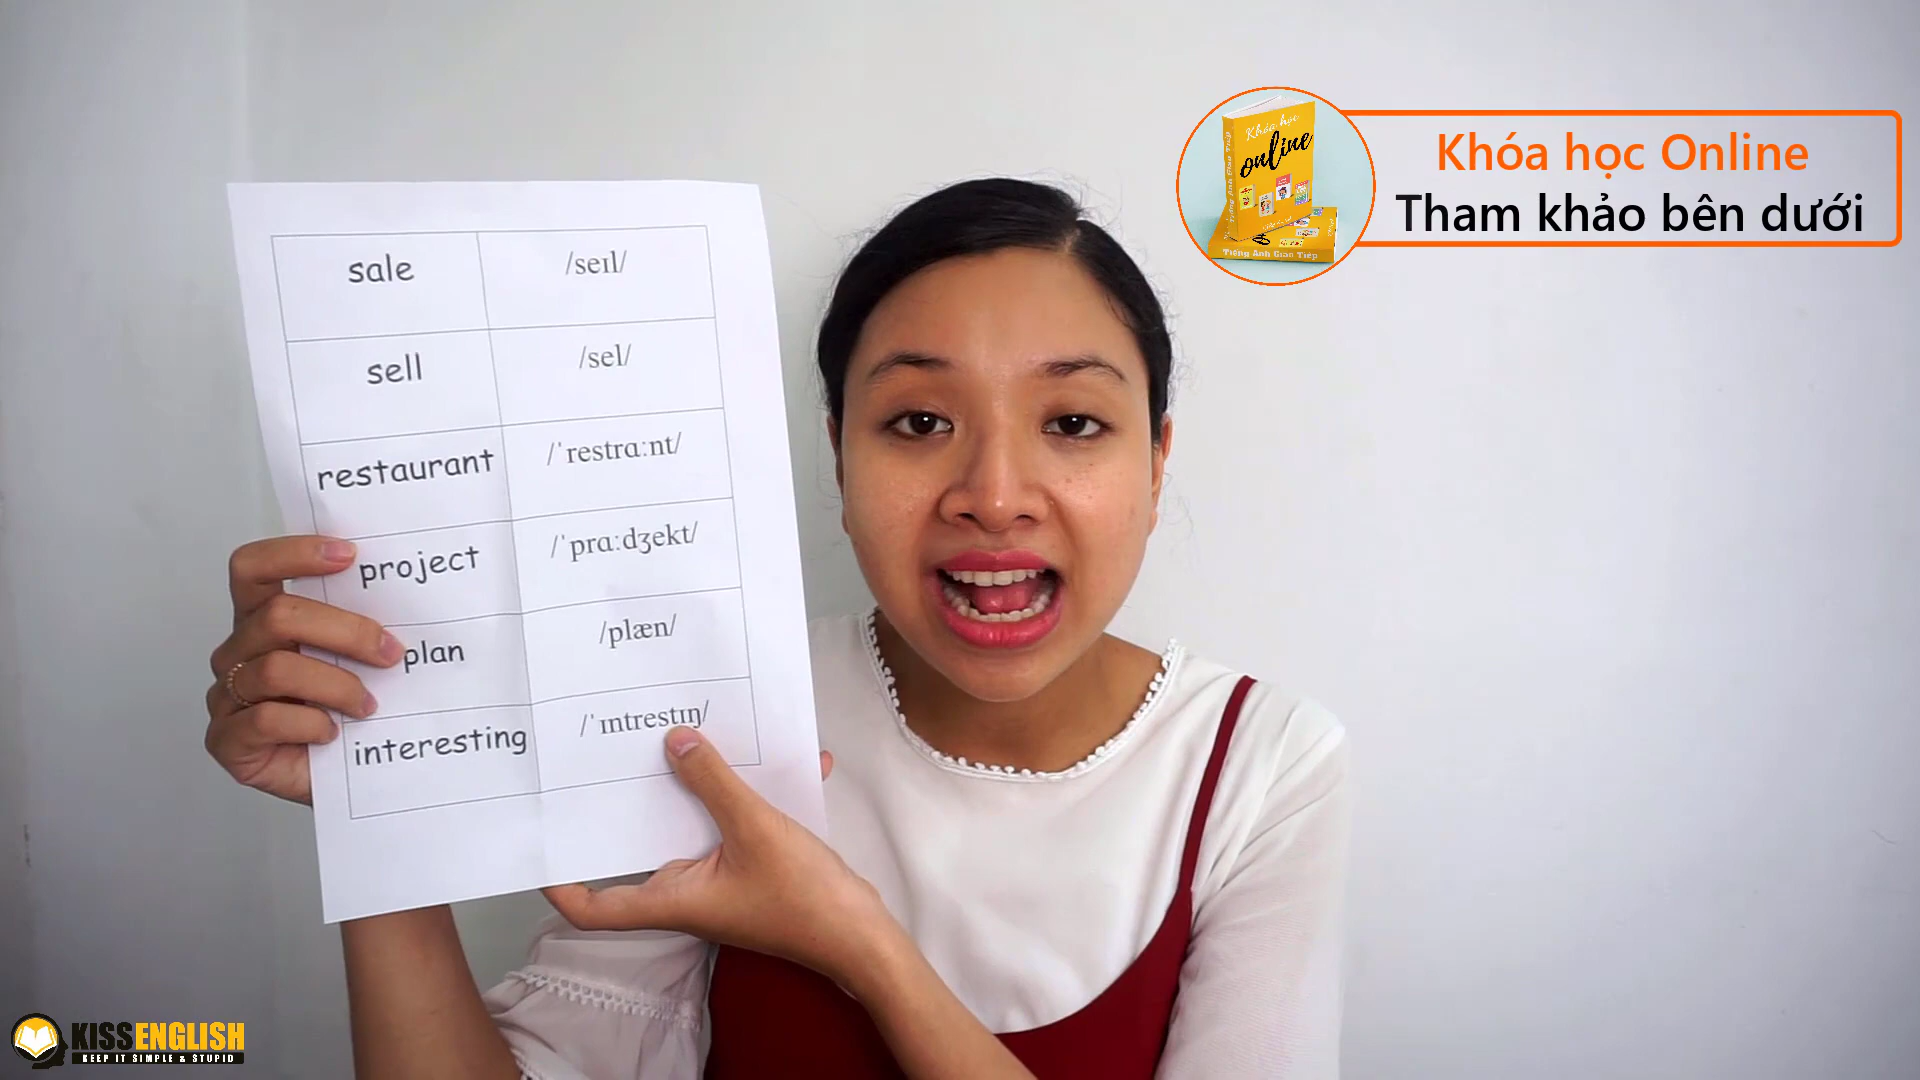 sale /seɪl/
sell /sel/
restaurant /ˈrestrɑːnt/
project /ˈprɑːdʒekt/
plan /plæn/
interesting /ˈɪntrestɪŋ/
Khóa học
online
Tiếng Anh Giao Tiếp
Khóa học Online
Tham khảo bên dưới
KISSENGLISH
KEEP IT SIMPLE & STUPID